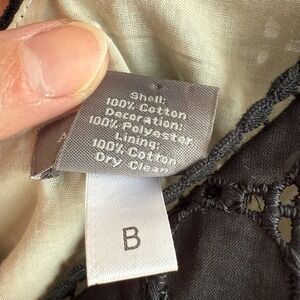 Shell:
100% Cotton
Decoration:
100% Polyester
Lining:
100% Cotton
Dry Clean
B